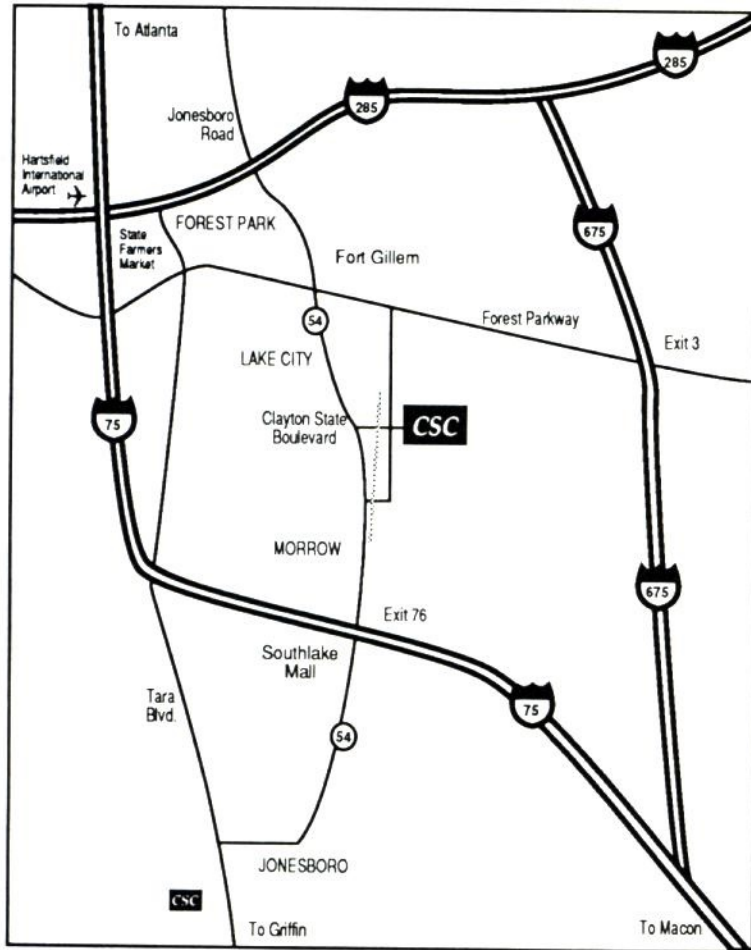 To Atlanta
285
285
Jonesboro
Road
Hartsfield
International
Airport
675
State
Farmers
Market
FOREST PARK
Fort Gillem
54
Forest Parkway
Exit 3
LAKE CITY
75
Clayton State
Boulevard
CSC
MORROW
675
Exit 76
Southlake
Mall
Tara
Blvd.
75
54
JONESBORO
CSC
To Griffin
To Macon